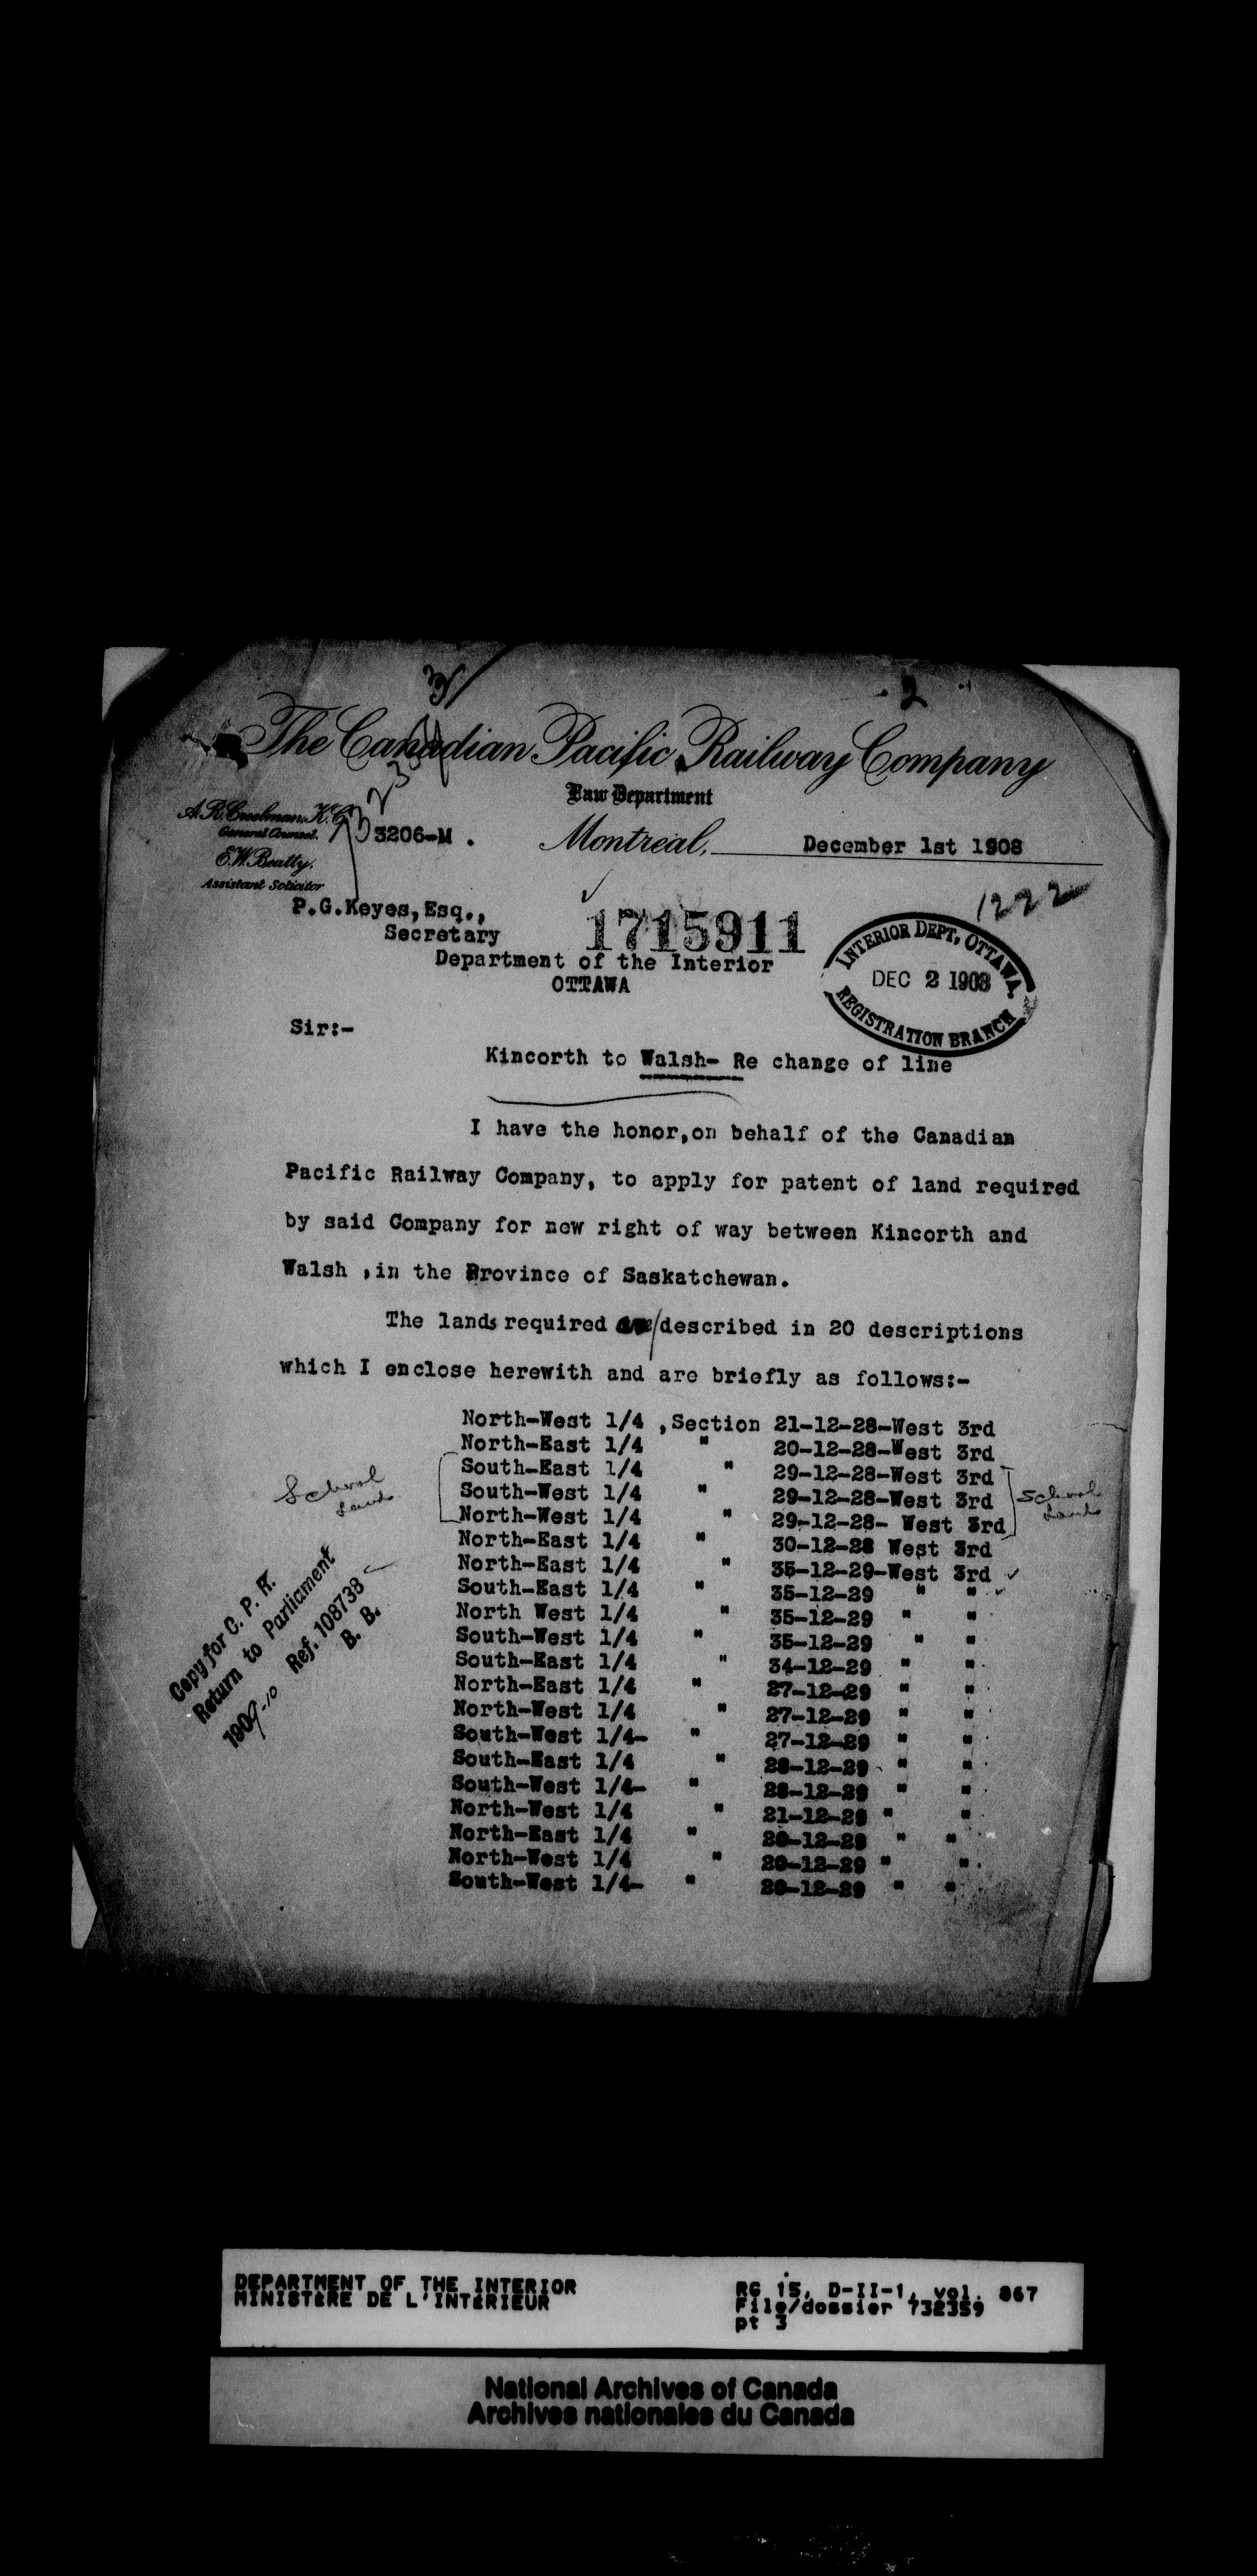 2
The Canadian Pacific Railway Company
Law Department
A.R. Creelman, K.C.
General Counsel.
3206-M .
Montreal, December 1st 1908
E.W. Beatty,
Assistant Solicitor
1222
P.G.Keyes,Esq.,
1715911
Secretary
Department of the Interior
OTTAWA
INTERIOR DEPT, OTTAWA.
DEC 2 1908
REGISTRATION BRANCH
Sir:-
Kincorth to Walsh- Re change of line
I have the honor,on behalf of the Canadian
Pacific Railway Company, to apply for patent of land required
by said Company for new right of way between Kincorth and
Walsh ,in the Province of Saskatchewan.
The lands required are/described in 20 descriptions
which I enclose herewith and are briefly as follows:-
North-West 1/4 ,Section 21-12-28-West 3rd
North-East 1/4 " 20-12-28-West 3rd
South-East 1/4 " 29-12-28-West 3rd
South-West 1/4 " 29-12-28-West 3rd
North-West 1/4 " 29-12-28- West 3rd
School
Lands
School
Lands
North-East 1/4 " 30-12-28 West 3rd
North-East 1/4 " 35-12-29-West 3rd ✓
South-East 1/4 " 35-12-29 " " ✓
North West 1/4 " 35-12-29 " "
South-West 1/4 " 35-12-29 " "
South-East 1/4 " 34-12-29 " "
North-East 1/4 " 27-12-29 " "
North-West 1/4 " 27-12-29 " "
South-West 1/4- " 27-12-29 " "
South-East 1/4 " 28-12-29 " "
South-West 1/4- " 28-12-29 " "
North-West 1/4 " 21-12-29 " "
North-East 1/4 " 20-12-29 " "
North-West 1/4 " 20-12-29 " "
South-West 1/4- " 20-12-29 " "
Copy for C. P. R.
Return to Parliament
1909-10 Ref. 108738
B. B.
DEPARTMENT OF THE INTERIOR
MINISTÈRE DE L'INTÉRIEUR
RG 15, D-II-1, vol. 867
File/dossier 732359
pt 3
National Archives of Canada
Archives nationales du Canada